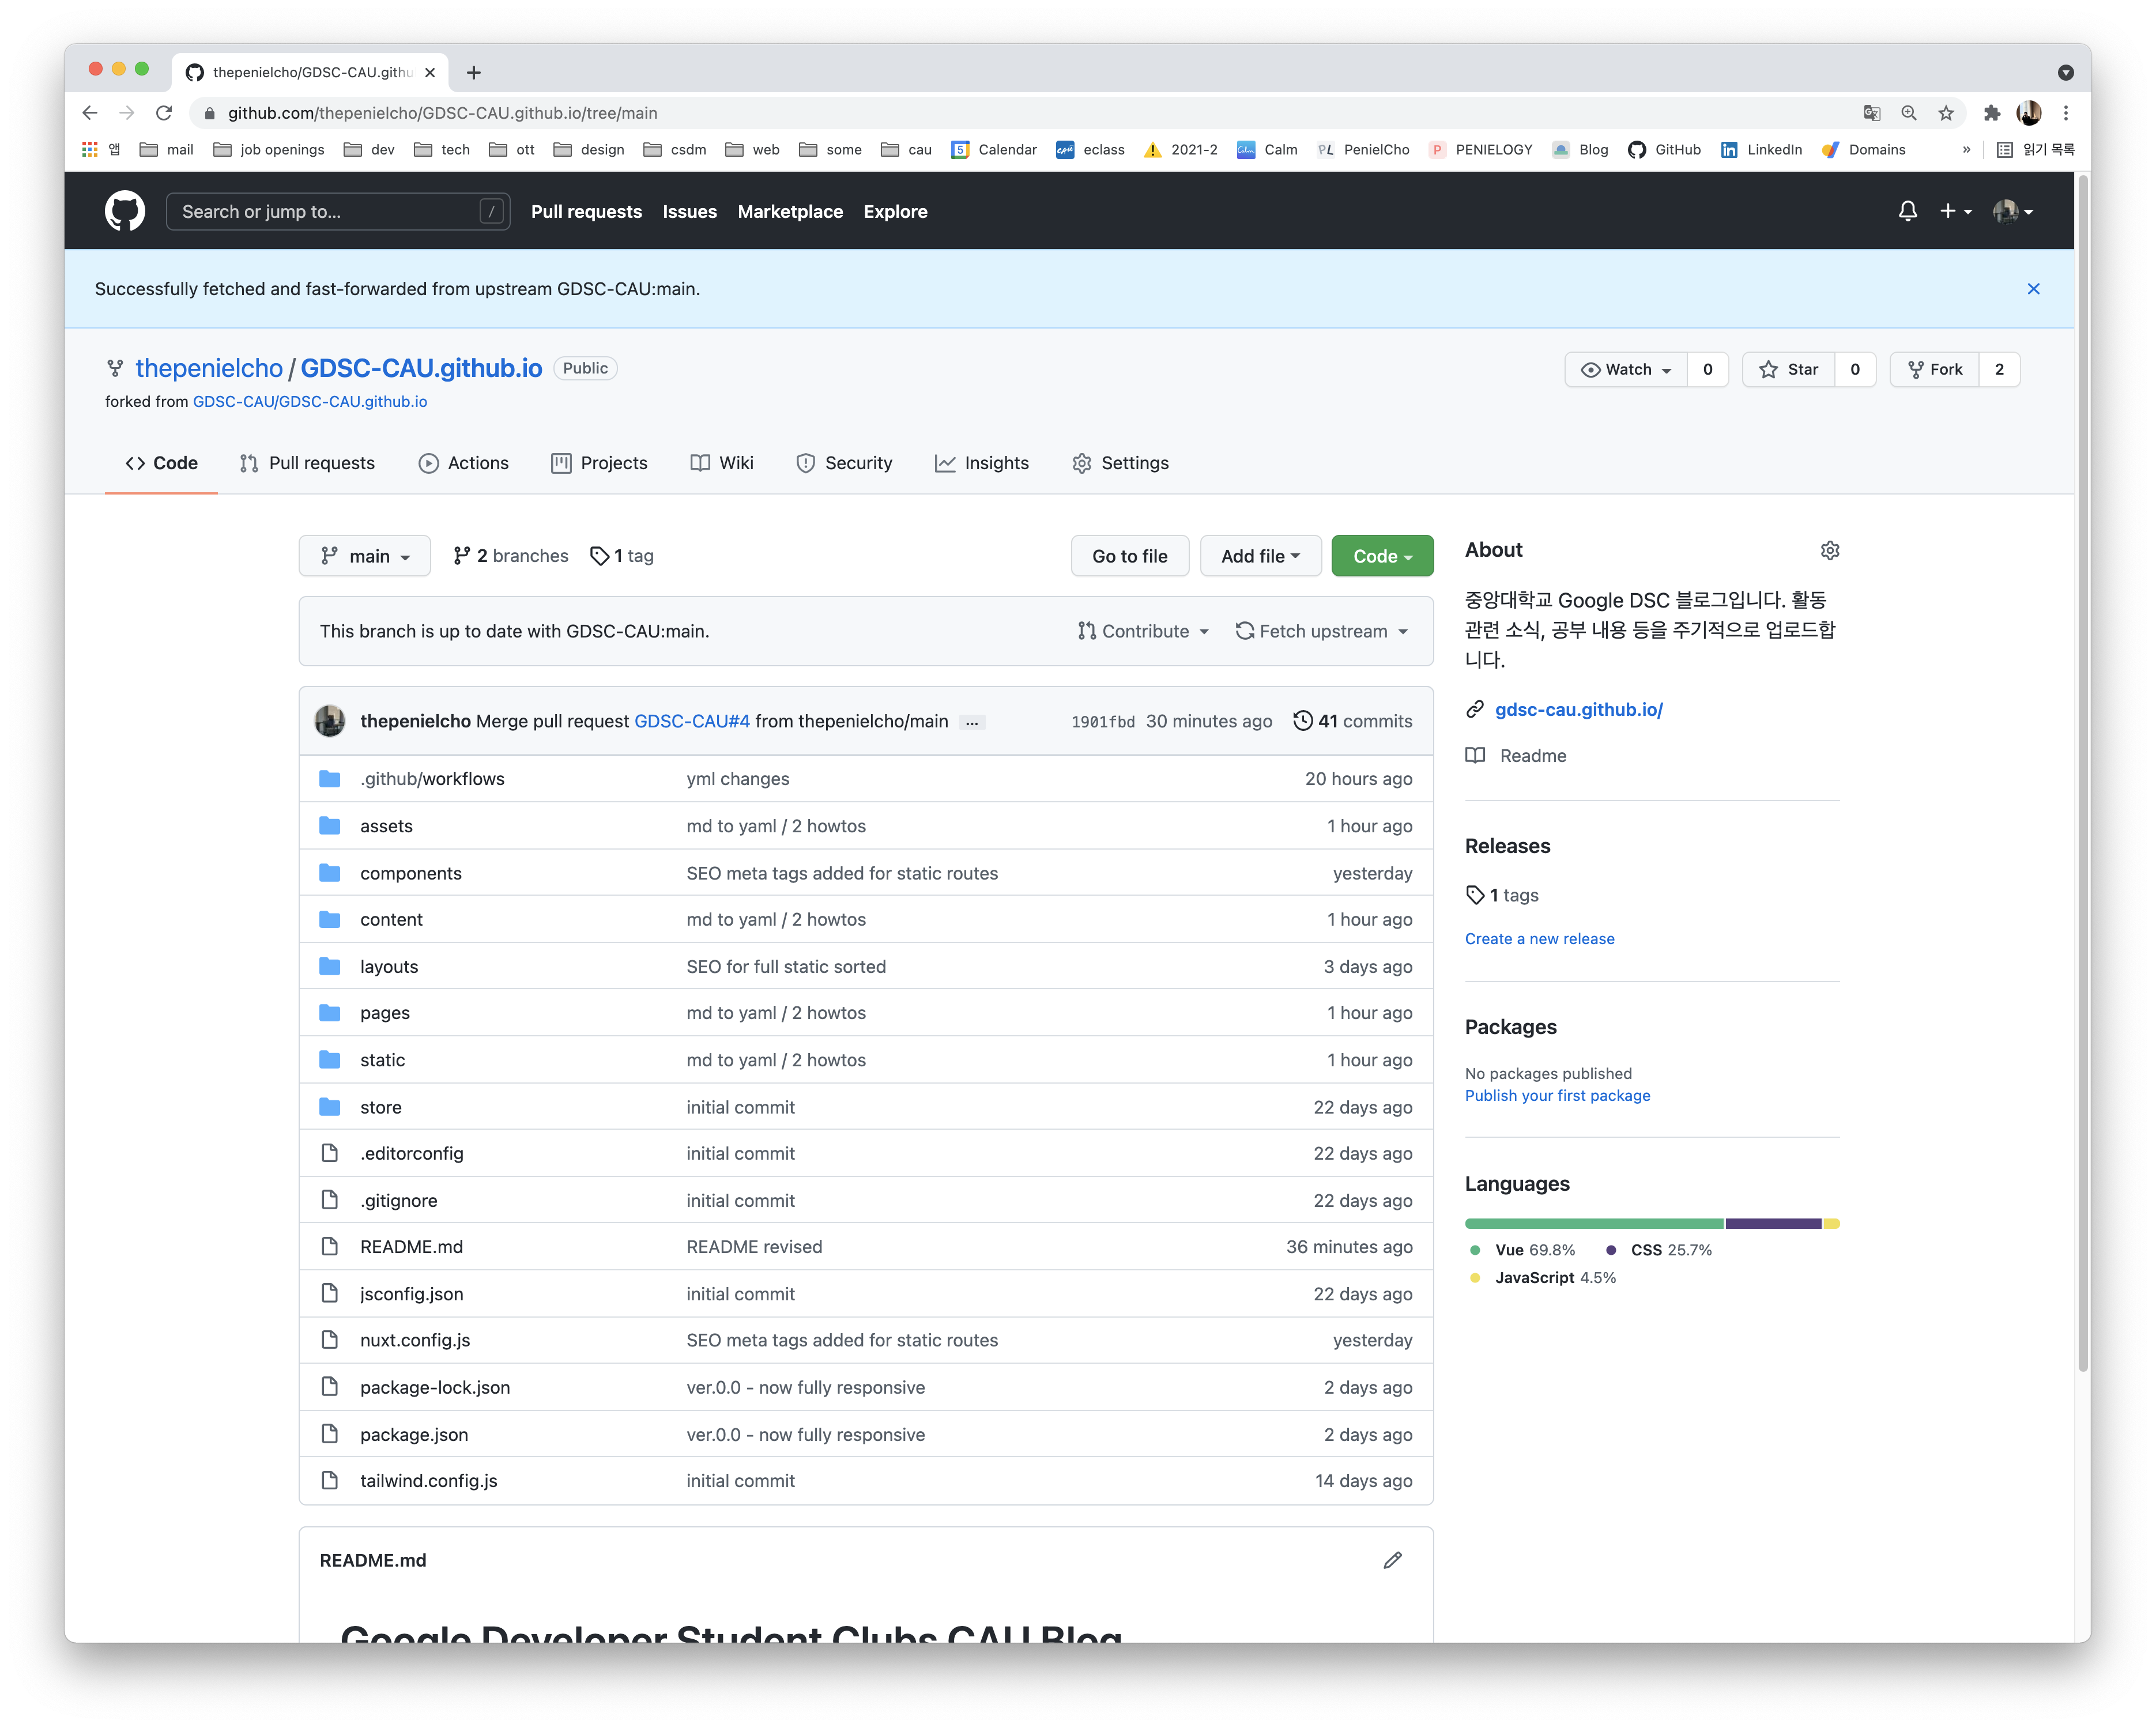 thepenielcho/GDSC-CAU.githu
github.com/thepenielcho/GDSC-CAU.github.io/tree/main
앱 mail job openings dev tech ott design csdm web some cau 5 Calendar eclass 2021-2 Calm PL PenielCho P PENIELOGY Blog GitHub LinkedIn Domains » 읽기 목록
Search or jump to... / Pull requests Issues Marketplace Explore
Successfully fetched and fast-forwarded from upstream GDSC-CAU:main.
thepenielcho / GDSC-CAU.github.io Public Watch 0 Star 0 Fork 2
forked from GDSC-CAU/GDSC-CAU.github.io
Code Pull requests Actions Projects Wiki Security Insights Settings
main 2 branches 1 tag Go to file Add file Code
This branch is up to date with GDSC-CAU:main. Contribute Fetch upstream
thepenielcho Merge pull request GDSC-CAU#4 from thepenielcho/main ... 1901fbd 30 minutes ago 41 commits
.github/workflows yml changes 20 hours ago
assets md to yaml / 2 howtos 1 hour ago
components SEO meta tags added for static routes yesterday
content md to yaml / 2 howtos 1 hour ago
layouts SEO for full static sorted 3 days ago
pages md to yaml / 2 howtos 1 hour ago
static md to yaml / 2 howtos 1 hour ago
store initial commit 22 days ago
.editorconfig initial commit 22 days ago
.gitignore initial commit 22 days ago
README.md README revised 36 minutes ago
jsconfig.json initial commit 22 days ago
nuxt.config.js SEO meta tags added for static routes yesterday
package-lock.json ver.0.0 - now fully responsive 2 days ago
package.json ver.0.0 - now fully responsive 2 days ago
tailwind.config.js initial commit 14 days ago
README.md
Google Developer Student Clubs CAU Blog
About
중앙대학교 Google DSC 블로그입니다. 활동
관련 소식, 공부 내용 등을 주기적으로 업로드합
니다.
gdsc-cau.github.io/
Readme
Releases
1 tags
Create a new release
Packages
No packages published
Publish your first package
Languages
Vue 69.8% CSS 25.7%
JavaScript 4.5%